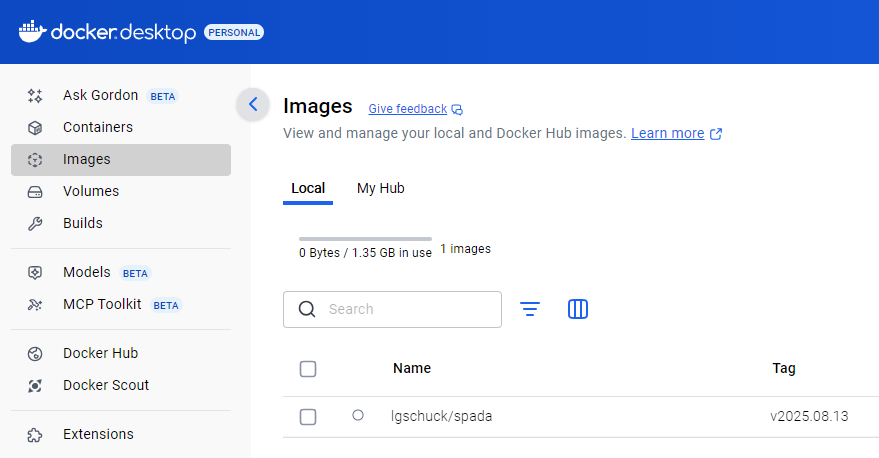 docker.desktop PERSONAL
Ask Gordon BETA
Containers
Images
Volumes
Builds
Models BETA
MCP Toolkit BETA
Docker Hub
Docker Scout
Extensions
Images Give feedback
View and manage your local and Docker Hub images. Learn more
Local My Hub
0 Bytes / 1.35 GB in use 1 images
Search
Name Tag
lgschuck/spada v2025.08.13